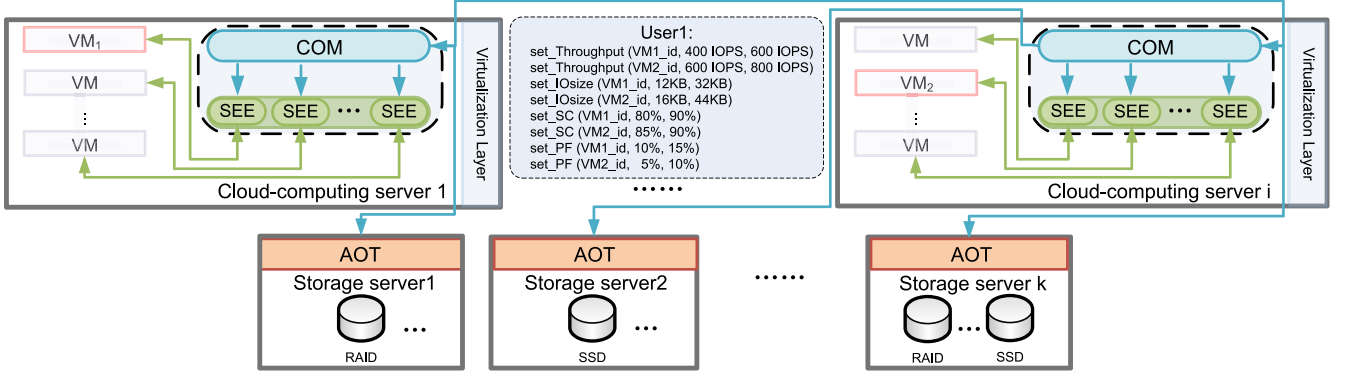 VM1
VM
⋮
VM
COM
SEE
SEE
...
SEE
Virtualization Layer
Cloud-computing server 1
User1:
set_Throughput (VM1_id, 400 IOPS, 600 IOPS)
set_Throughput (VM2_id, 600 IOPS, 800 IOPS)
set_IOsize (VM1_id, 12KB, 32KB)
set_IOsize (VM2_id, 16KB, 44KB)
set_SC (VM1_id, 80%, 90%)
set_SC (VM2_id, 85%, 90%)
set_PF (VM1_id, 10%, 15%)
set_PF (VM2_id, 5%, 10%)
......
VM
VM2
⋮
VM
COM
SEE
SEE
...
SEE
Virtualization Layer
Cloud-computing server i
AOT
Storage server1
...
RAID
AOT
Storage server2
...
SSD
......
AOT
Storage server k
...
RAID
SSD